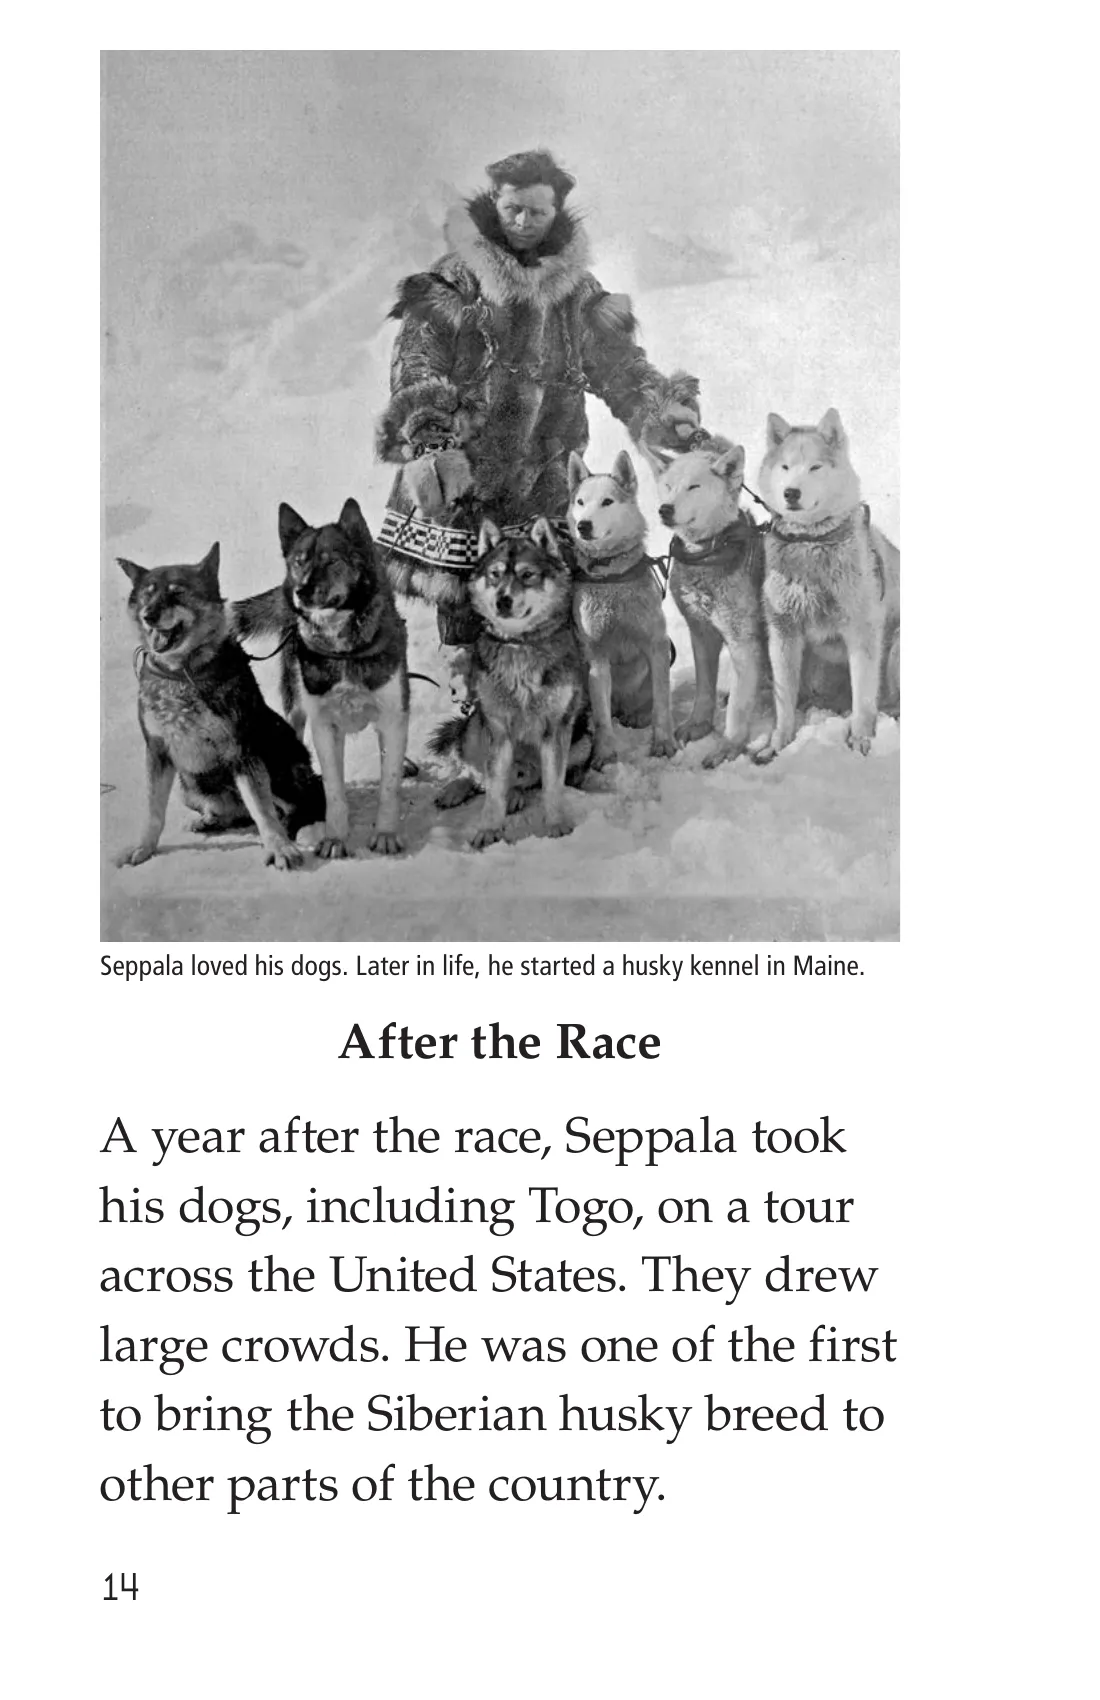 Seppala loved his dogs. Later in life, he started a husky kennel in Maine.
After the Race
A year after the race, Seppala took
his dogs, including Togo, on a tour
across the United States. They drew
large crowds. He was one of the first
to bring the Siberian husky breed to
other parts of the country.
14